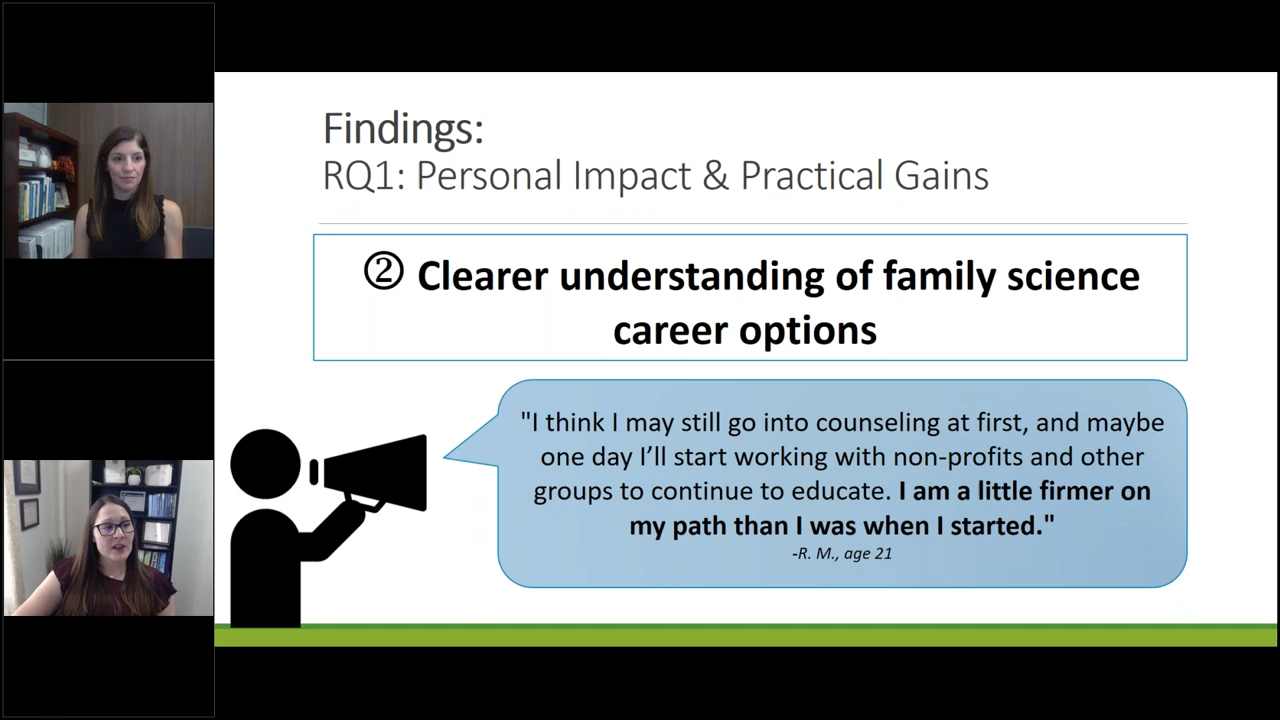 Findings:
RQ1: Personal Impact & Practical Gains
② Clearer understanding of family science
career options
"I think I may still go into counseling at first, and maybe
one day I’ll start working with non-profits and other
groups to continue to educate. I am a little firmer on
my path than I was when I started."
-R. M., age 21